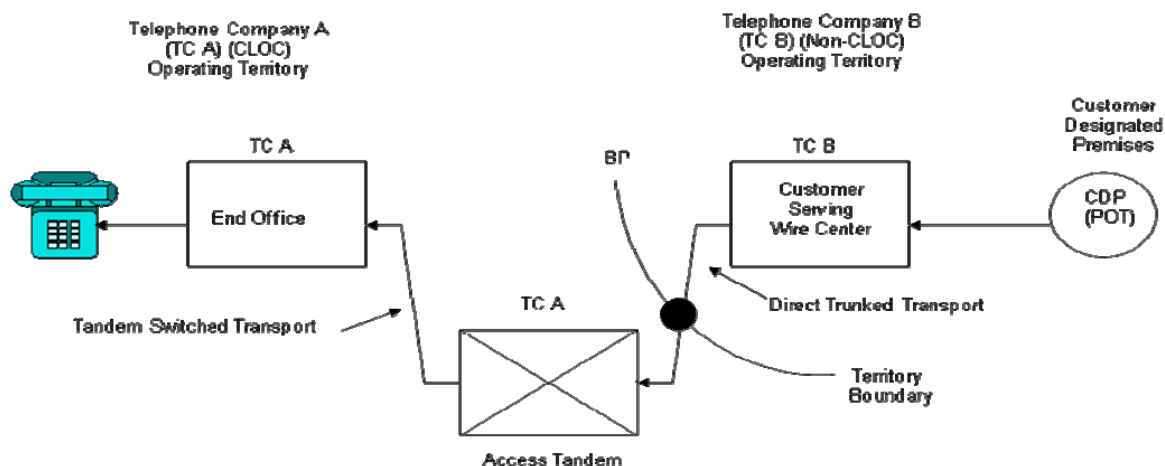 Telephone Company A
(TC A) (CLOC)
Operating Territory
Telephone Company B
(TC B) (Non-CLOC)
Operating Territory
Customer
Designated
Premises
TC A
End Office
BP
TC B
Customer
Serving
Wire Center
CDP
(POT)
Tandem Switched Transport
TC A
Direct Trunked Transport
Territory
Boundary
Access Tandem